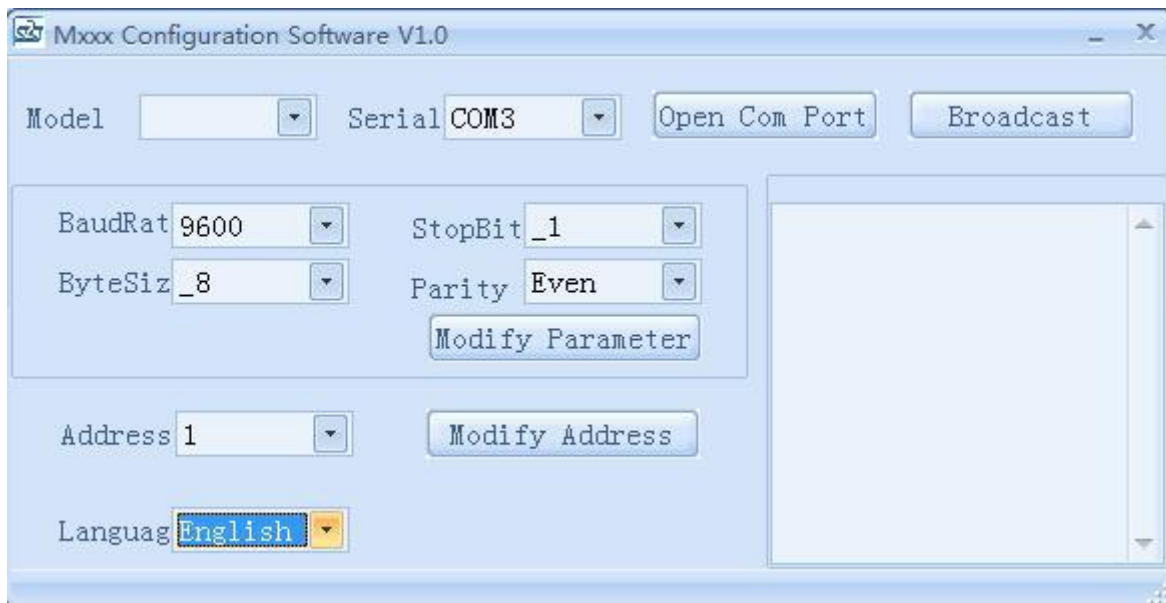 Mxxx Configuration Software V1.0
Model Serial COM3 Open Com Port Broadcast
BaudRat 9600 StopBit _1
ByteSiz _8 Parity Even
Modify Parameter
Address 1 Modify Address
Languag English